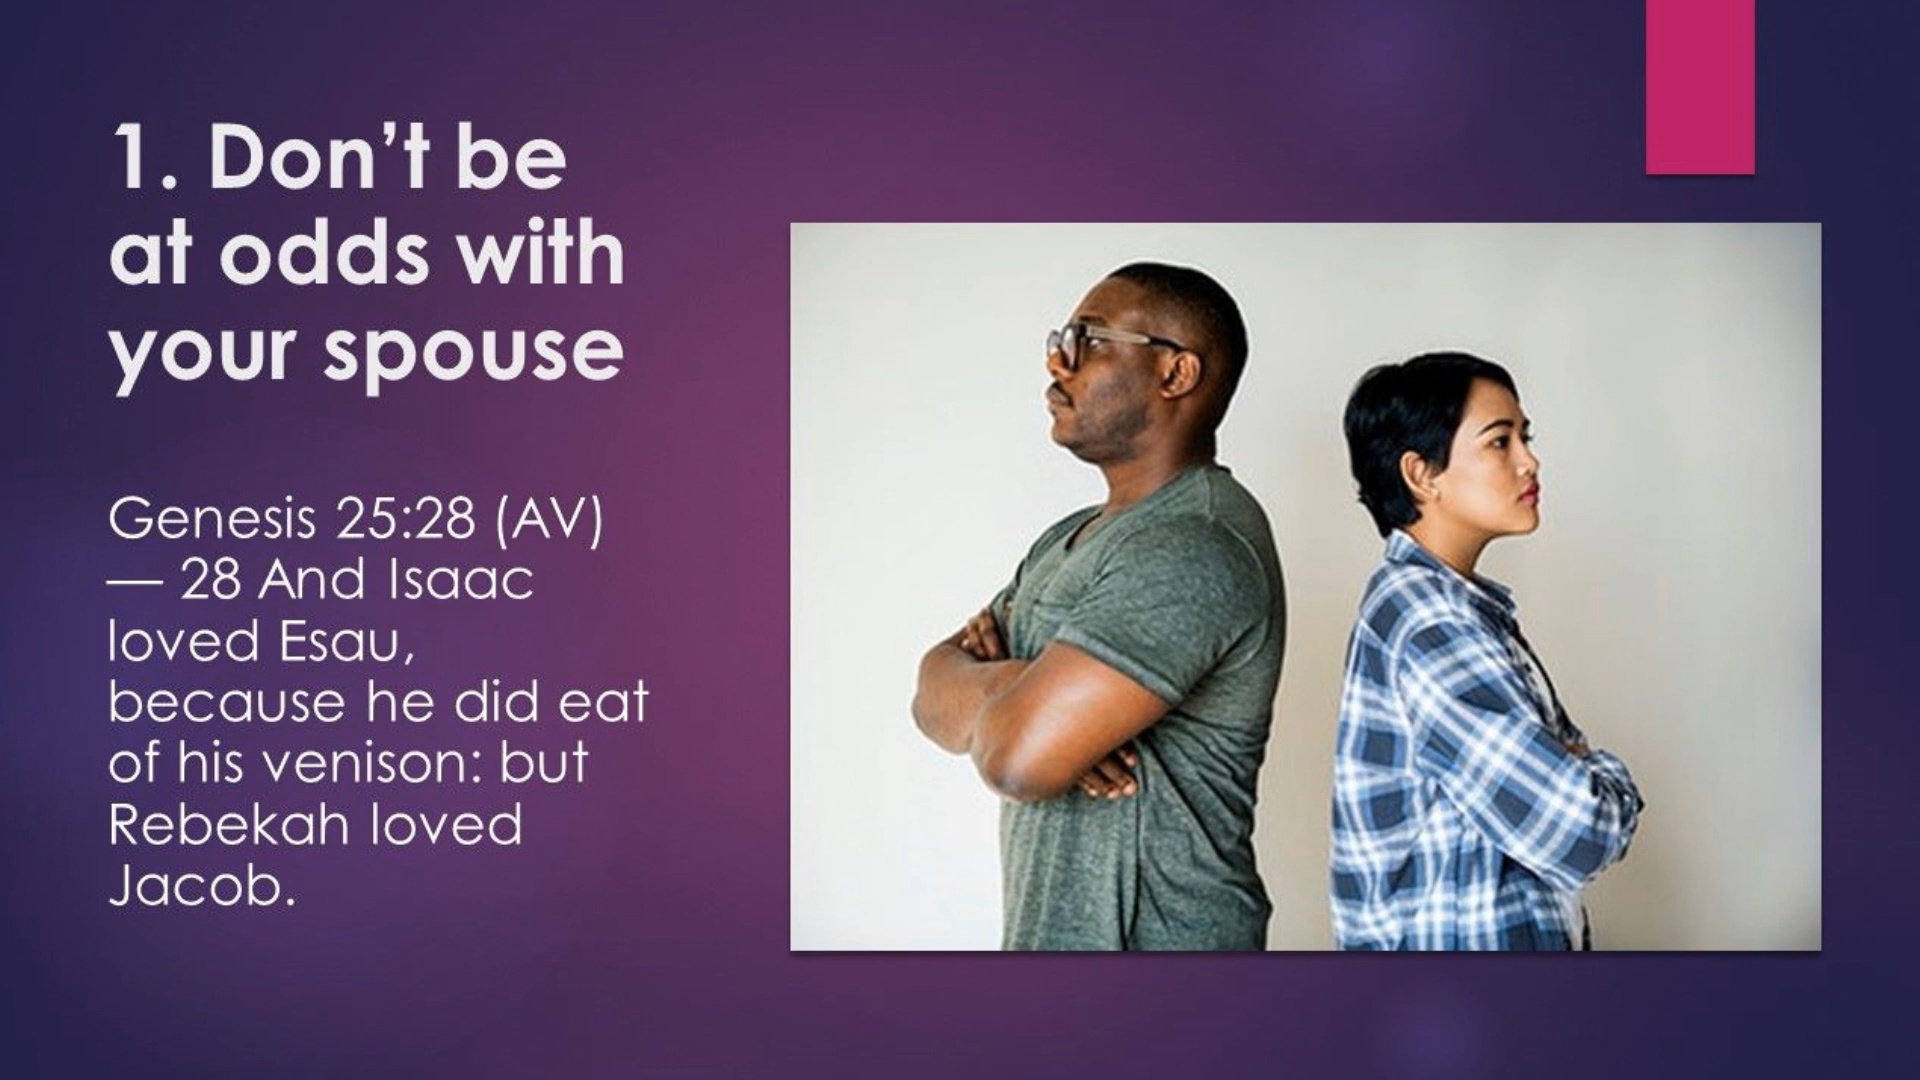 1. Don’t be
at odds with
your spouse
Genesis 25:28 (AV)
— 28 And Isaac
loved Esau,
because he did eat
of his venison: but
Rebekah loved
Jacob.